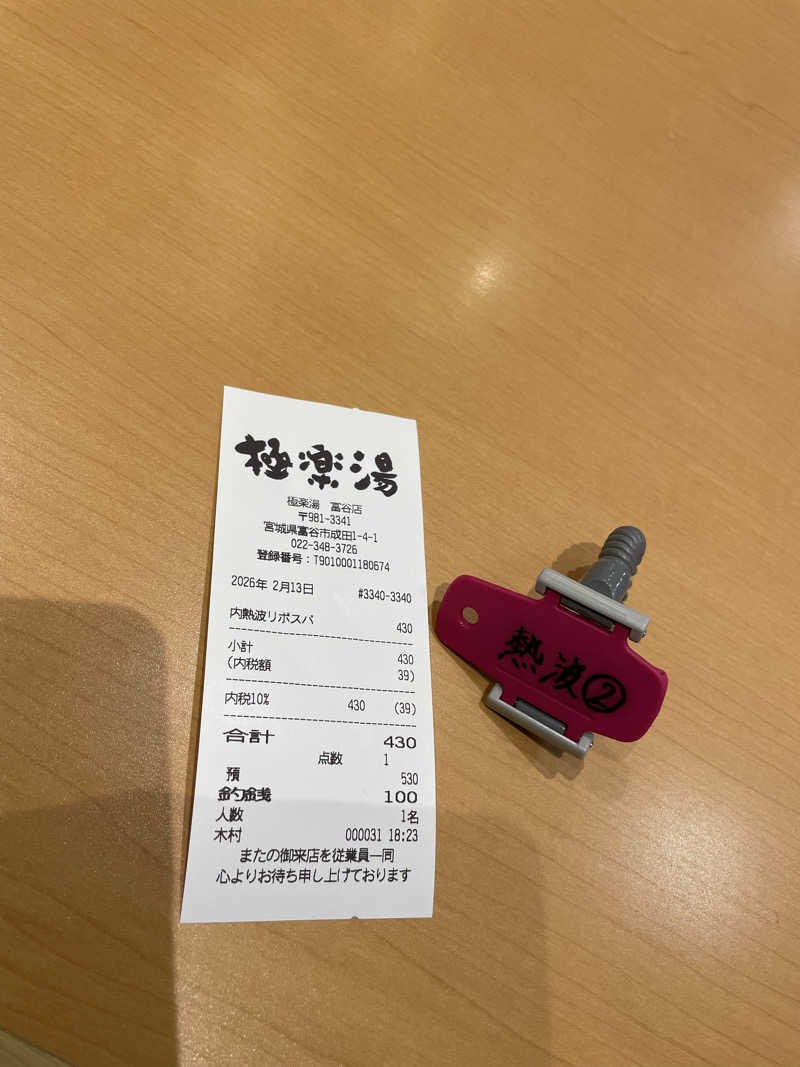 極楽湯
極楽湯 富谷店
〒981-3341
宮城県富谷市成田1-4-1
022-348-3726
登録番号:T9010001180674
2026年 2月13日 #3340-3340
内熱波リポスパ 430
小計 430
(内税額 39)
内税10% 430 (39)
合計 430
点数 1
預 530
釣銭 100
人数 1名
木村 000031 18:23
またの御来店を従業員一同
心よりお待ち申し上げております
熱波②